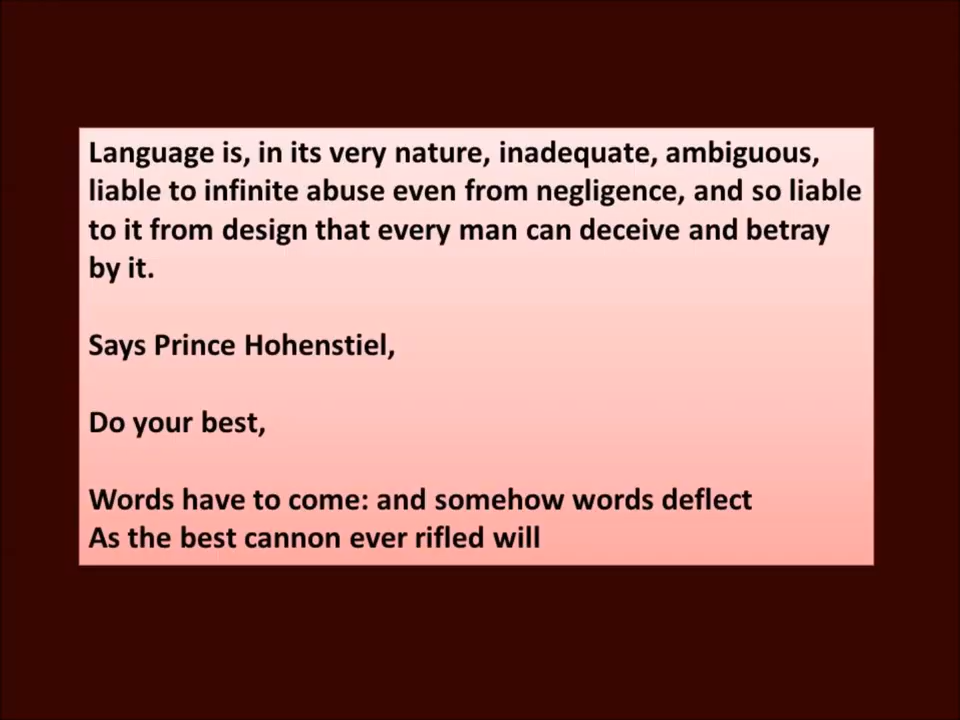 Language is, in its very nature, inadequate, ambiguous,
liable to infinite abuse even from negligence, and so liable
to it from design that every man can deceive and betray
by it.
Says Prince Hohenstiel,
Do your best,
Words have to come: and somehow words deflect
As the best cannon ever rifled will